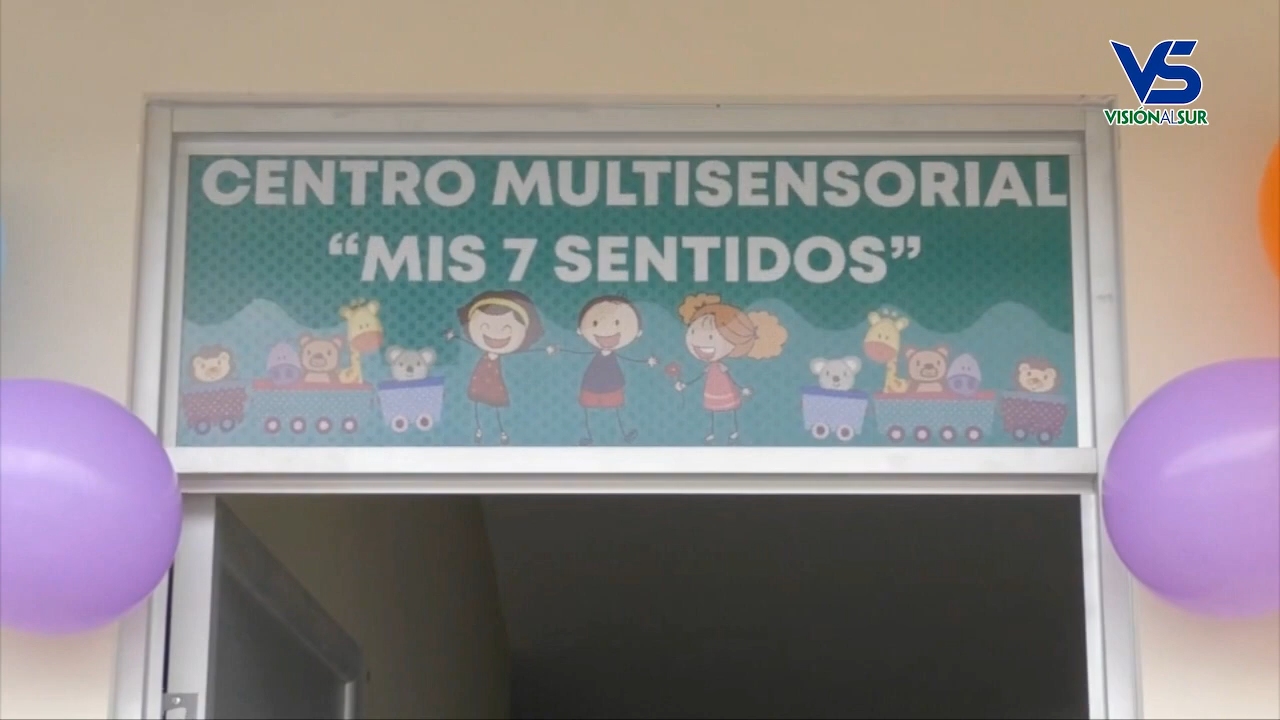 VS
VISIÓNALSUR
CENTRO MULTISENSORIAL
“MIS 7 SENTIDOS”